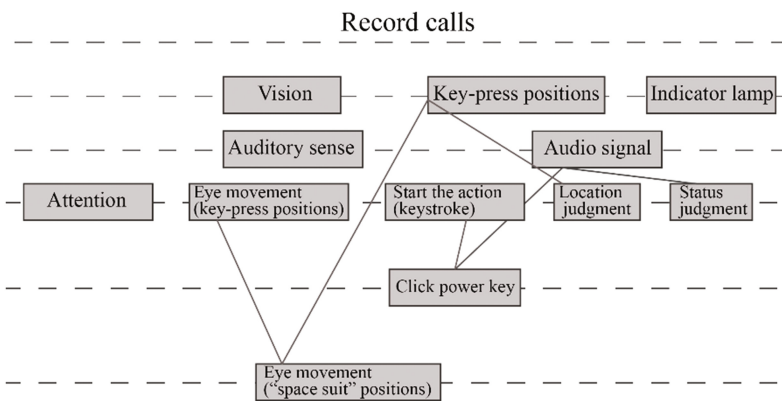 Record calls
Vision
Key-press positions
Indicator lamp
Auditory sense
Audio signal
Attention
Eye movement
(key-press positions)
Start the action
(keystroke)
Location
judgment
Status
judgment
Click power key
Eye movement
(“space suit” positions)